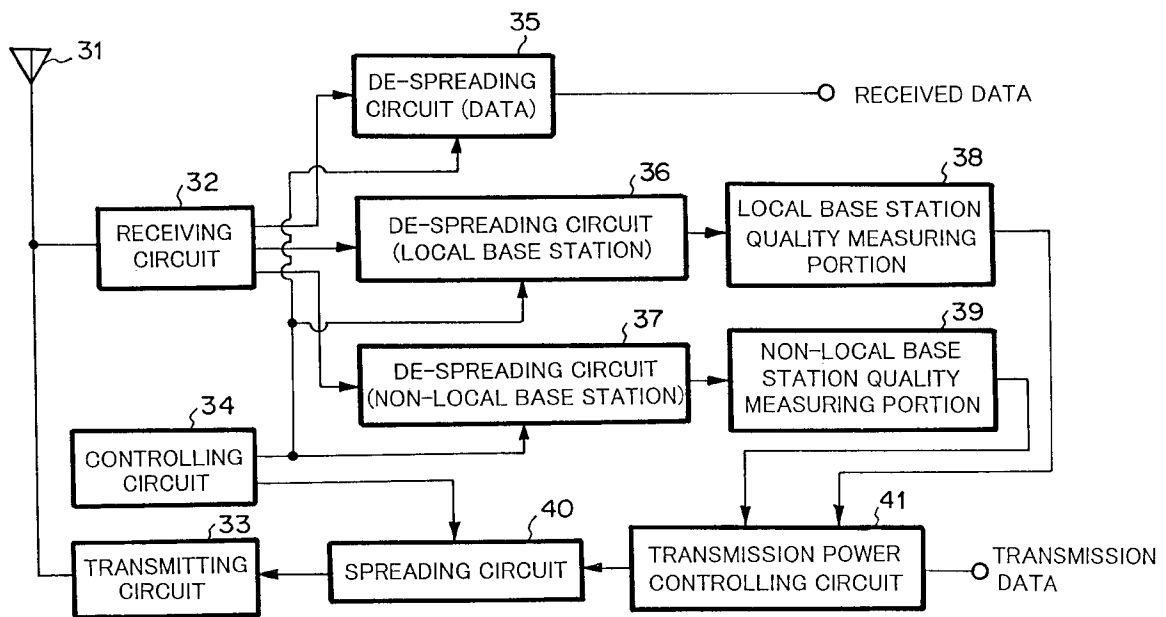 31
35
DE-SPREADING
CIRCUIT (DATA)
RECEIVED DATA
32
RECEIVING
CIRCUIT
36
DE-SPREADING CIRCUIT
(LOCAL BASE STATION)
38
LOCAL BASE STATION
QUALITY MEASURING
PORTION
37
DE-SPREADING CIRCUIT
(NON-LOCAL BASE STATION)
39
NON-LOCAL BASE
STATION QUALITY
MEASURING PORTION
34
CONTROLLING
CIRCUIT
33
TRANSMITTING
CIRCUIT
40
SPREADING CIRCUIT
41
TRANSMISSION POWER
CONTROLLING CIRCUIT
TRANSMISSION
DATA